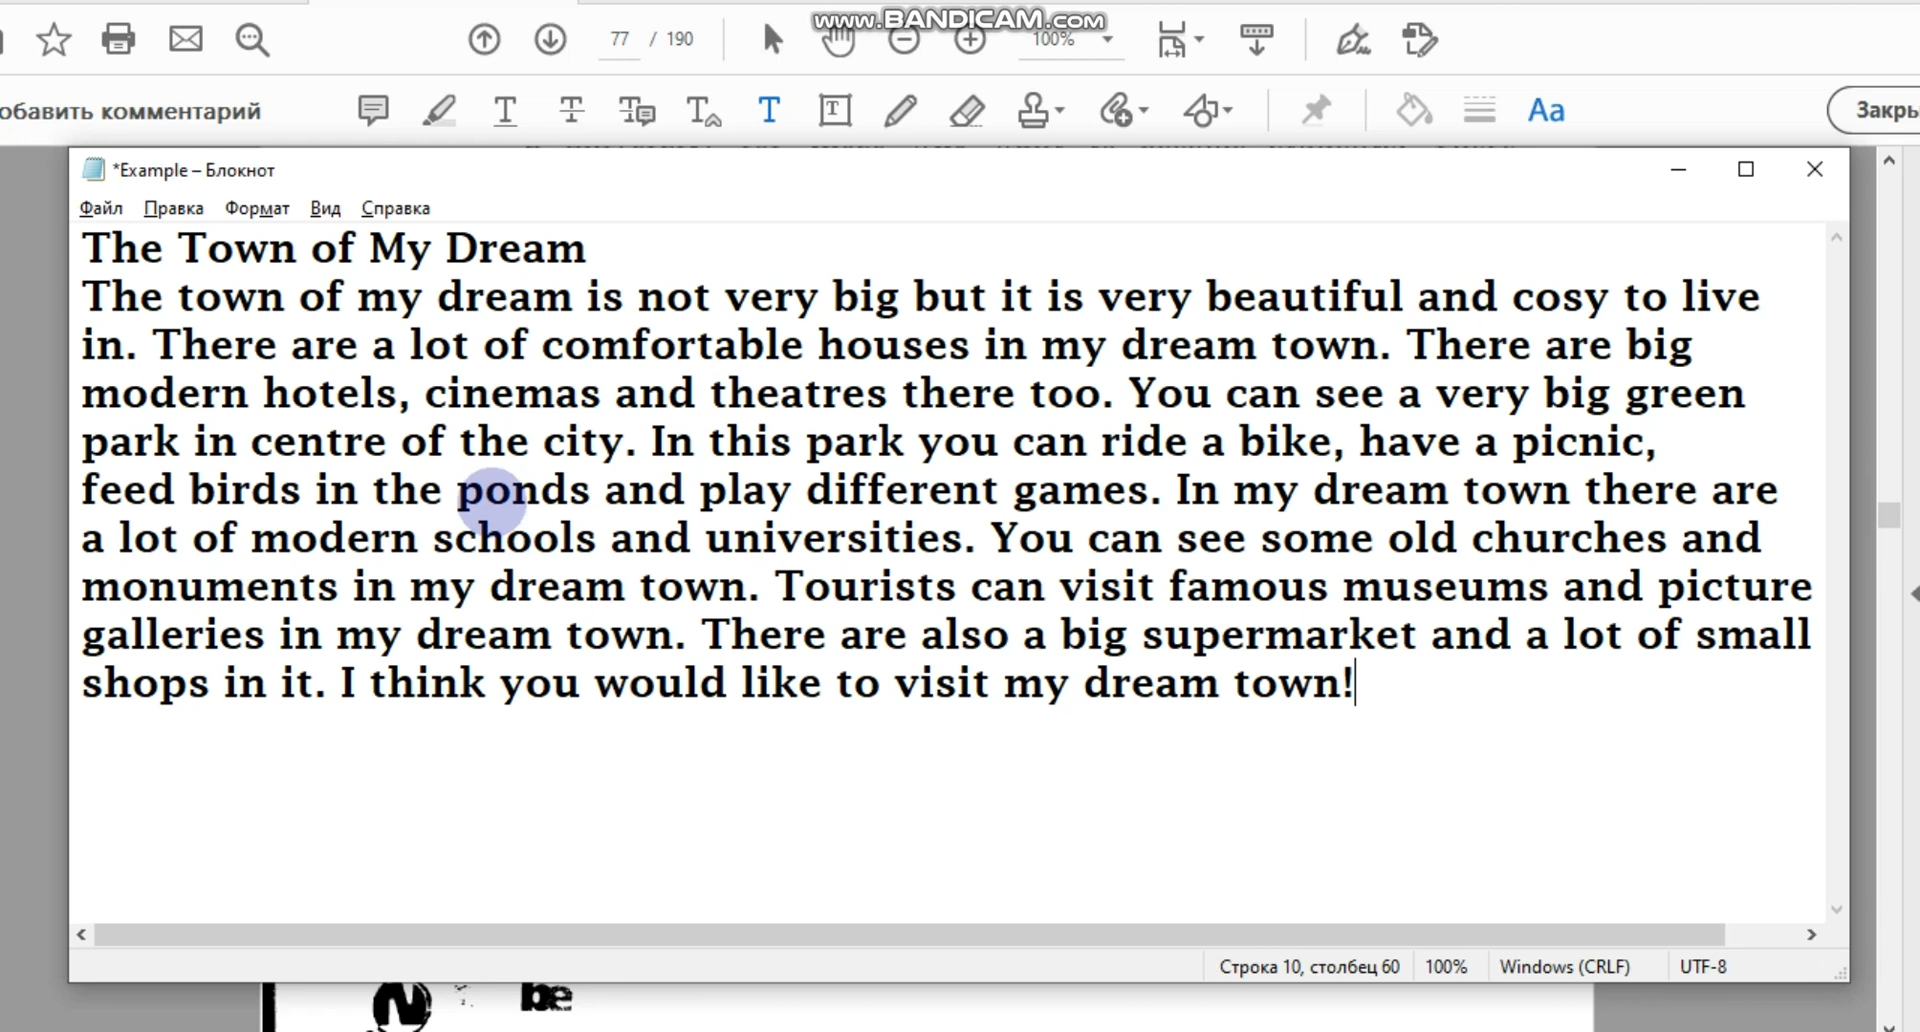 www.BANDICAM.com
77 / 190
100%
обавить комментарий
Aa
Закры
*Example – Блокнот
Файл Правка Формат Вид Справка
The Town of My Dream
The town of my dream is not very big but it is very beautiful and cosy to live
in. There are a lot of comfortable houses in my dream town. There are big
modern hotels, cinemas and theatres there too. You can see a very big green
park in centre of the city. In this park you can ride a bike, have a picnic,
feed birds in the ponds and play different games. In my dream town there are
a lot of modern schools and universities. You can see some old churches and
monuments in my dream town. Tourists can visit famous museums and picture
galleries in my dream town. There are also a big supermarket and a lot of small
shops in it. I think you would like to visit my dream town!
Строка 10, столбец 60 100% Windows (CRLF) UTF-8
N be